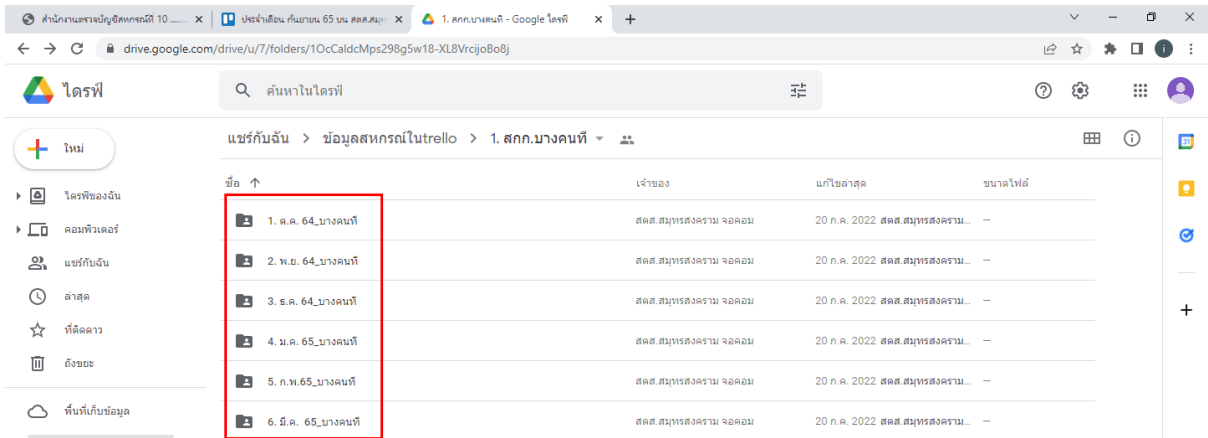 สำนักงานตรวจบัญชีสหกรณ์ที่ 10 ......
ประจำเดือน กันยายน 65 บน สตส.สมุท
1. สกก.บางคนที - Google ไดรฟ์
drive.google.com/drive/u/7/folders/1OcCaldcMps298g5w18-XL8VrcijoBo8j
ไดรฟ์
ค้นหาในไดรฟ์
แชร์กับฉัน > ข้อมูลสหกรณ์ในtrello > 1. สกก.บางคนที
31
ใหม่
ชื่อ เจ้าของ แก้ไขล่าสุด ขนาดไฟล์
ไดรฟ์ของฉัน
1. ต.ค. 64_บางคนที สตส.สมุทรสงคราม จอคอม 20 ก.ค. 2022 สตส.สมุทรสงคราม... —
คอมพิวเตอร์
2. พ.ย. 64_บางคนที สตส.สมุทรสงคราม จอคอม 20 ก.ค. 2022 สตส.สมุทรสงคราม... —
แชร์กับฉัน
3. ธ.ค. 64_บางคนที สตส.สมุทรสงคราม จอคอม 20 ก.ค. 2022 สตส.สมุทรสงคราม... —
ล่าสุด
ที่ติดดาว
4. ม.ค. 65_บางคนที สตส.สมุทรสงคราม จอคอม 20 ก.ค. 2022 สตส.สมุทรสงคราม... —
ถังขยะ
5. ก.พ.65_บางคนที สตส.สมุทรสงคราม จอคอม 20 ก.ค. 2022 สตส.สมุทรสงคราม... —
พื้นที่เก็บข้อมูล
6. มี.ค. 65_บางคนที สตส.สมุทรสงคราม จอคอม 20 ก.ค. 2022 สตส.สมุทรสงคราม... —